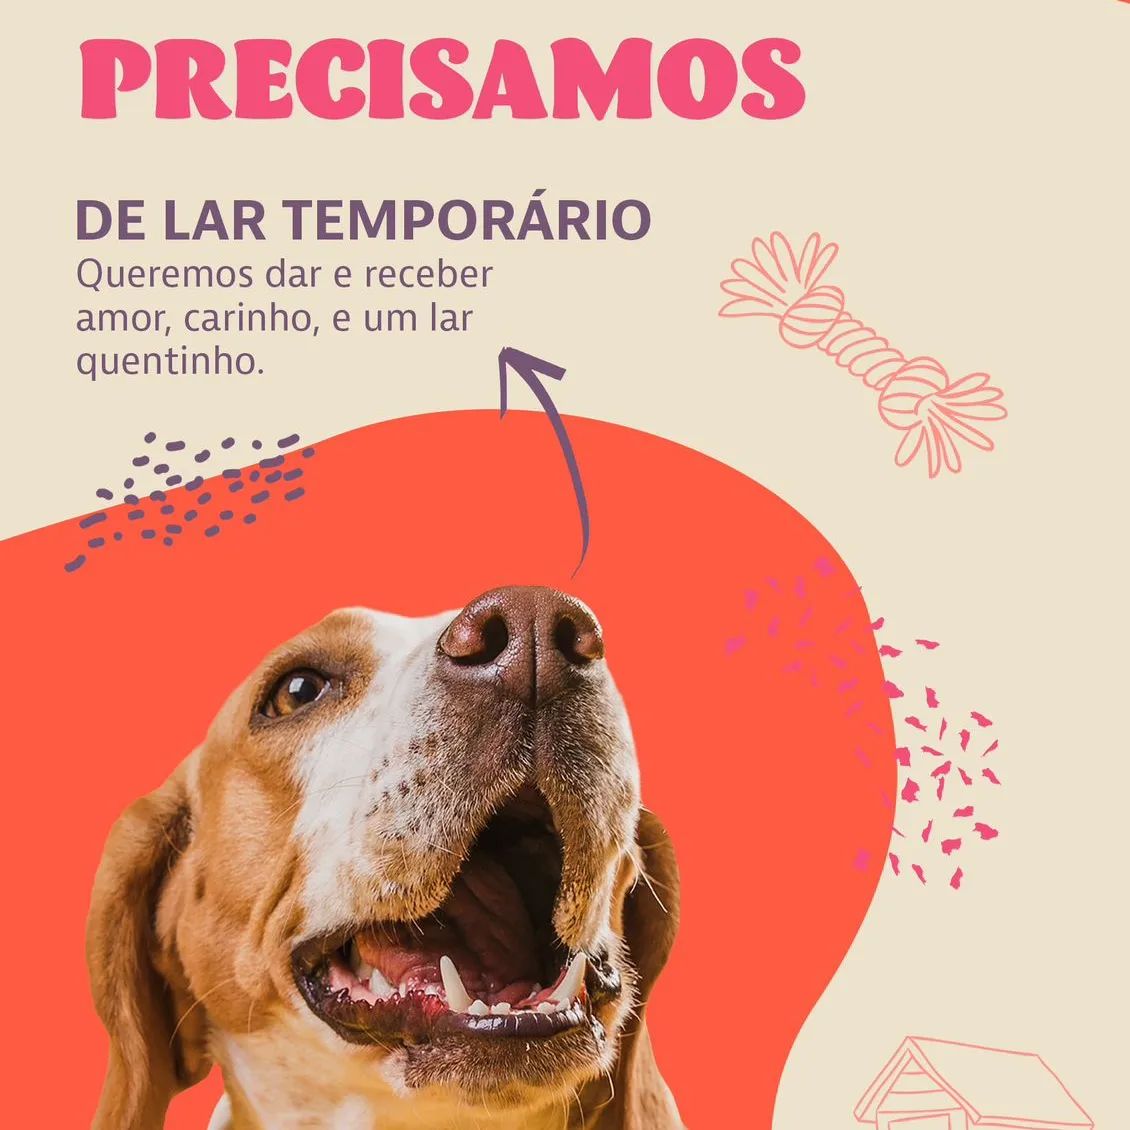 PRECISAMOS
DE LAR TEMPORÁRIO
Queremos dar e receber
amor, carinho, e um lar
quentinho.